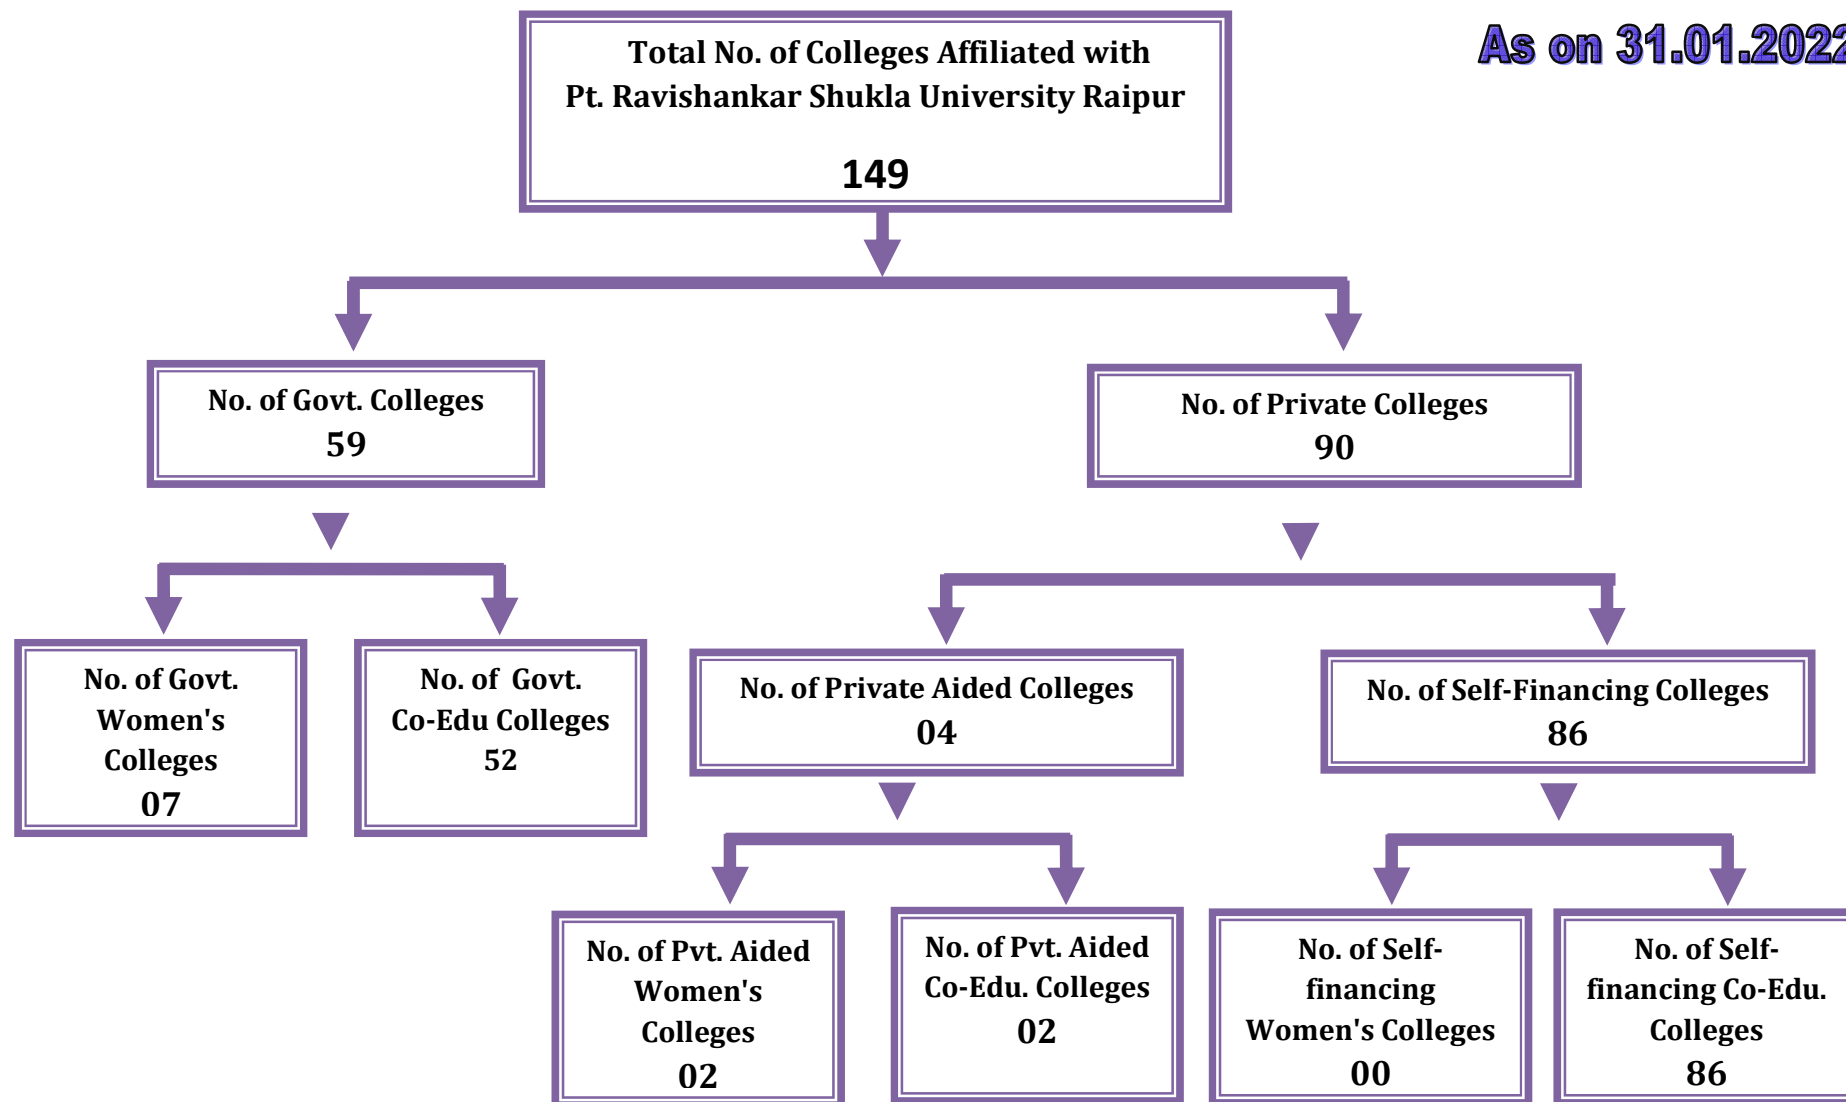 As on 31.01.2022
Total No. of Colleges Affiliated with
Pt. Ravishankar Shukla University Raipur
149
No. of Govt. Colleges
59
No. of Private Colleges
90
No. of Govt.
Women's
Colleges
07
No. of Govt.
Co-Edu Colleges
52
No. of Private Aided Colleges
04
No. of Self-Financing Colleges
86
No. of Pvt. Aided
Women's
Colleges
02
No. of Pvt. Aided
Co-Edu. Colleges
02
No. of Self-
financing
Women's Colleges
00
No. of Self-
financing Co-Edu.
Colleges
86